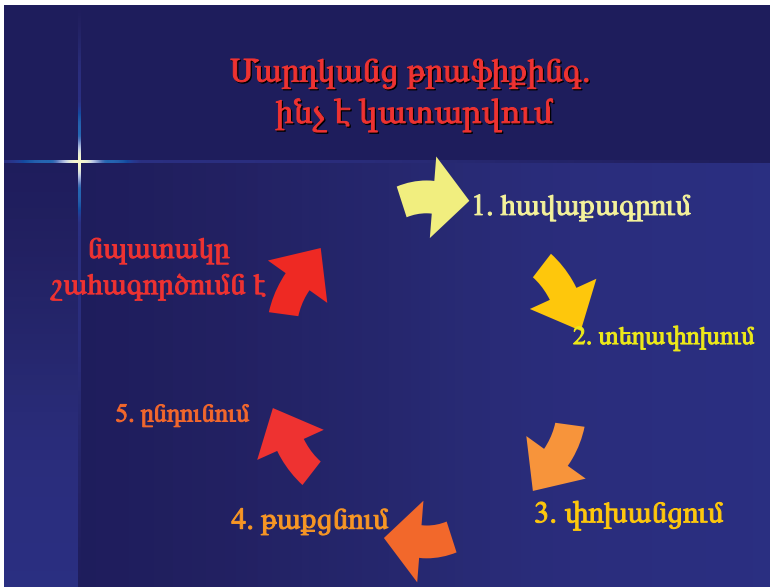 Մարդկանց թրաֆիքինգ.
ինչ է կատարվում
1. հավաքագրում
2. տեղափոխում
3. փոխանցում
4. թաքցնում
5. ընդունում
նպատակը
շահագործումն է